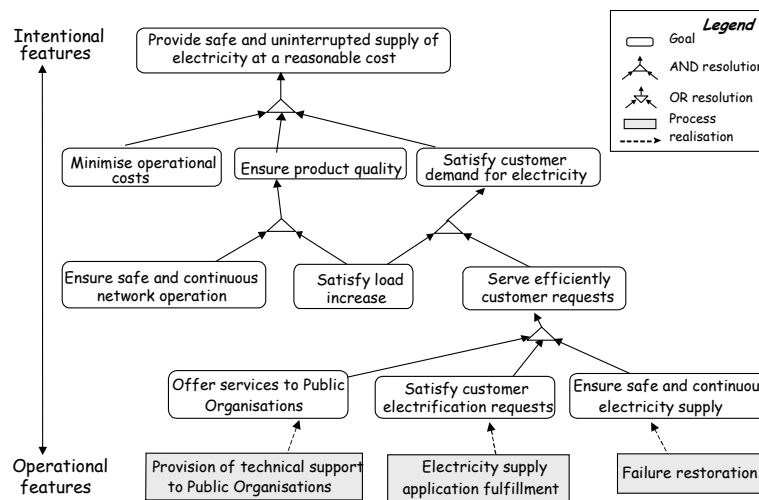 Intentional
features
Provide safe and uninterrupted supply of
electricity at a reasonable cost
Legend
Goal
AND resolution
OR resolution
Process
realisation
Minimise operational
costs
Ensure product quality
Satisfy customer
demand for electricity
Ensure safe and continuous
network operation
Satisfy load
increase
Serve efficiently
customer requests
Offer services to Public
Organisations
Satisfy customer
electrification requests
Ensure safe and continuous
electricity supply
Operational
features
Provision of technical support
to Public Organisations
Electricity supply
application fulfillment
Failure restoration